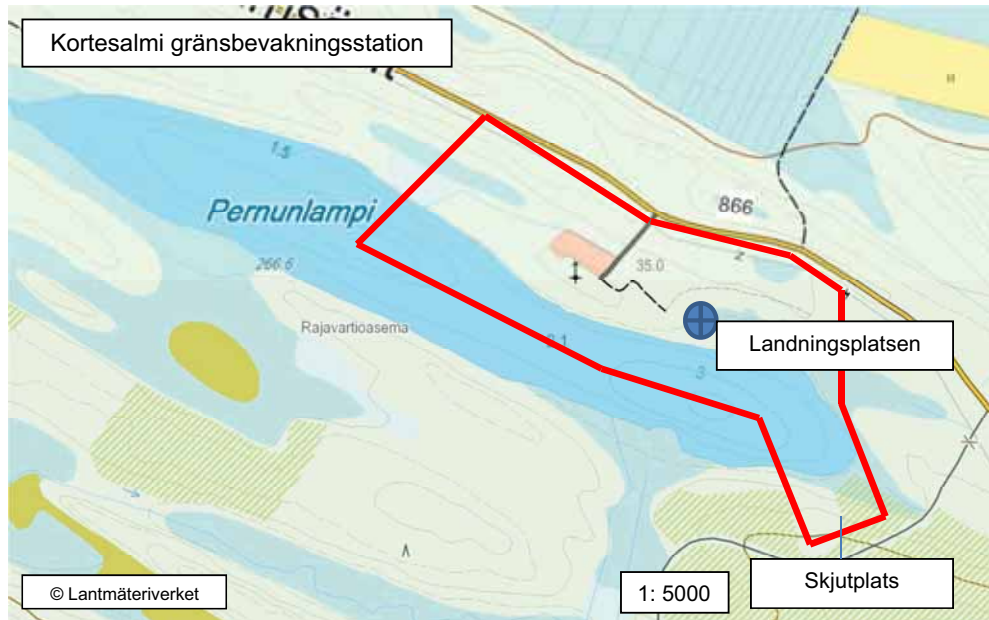 Kortesalmi gränsbevakningsstation
1.5
Pernunlampi
866
266.6
35.0
Rajavartioasema
Landningsplatsen
3
© Lantmäteriverket
1: 5000
Skjutplats